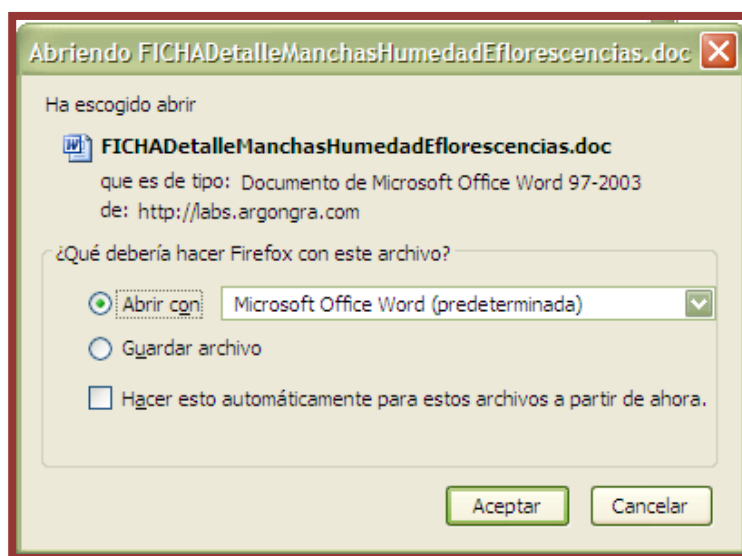 Abriendo FICHADetalleManchasHumedadEflorescencias.doc
Ha escogido abrir
FICHADetalleManchasHumedadEflorescencias.doc
que es de tipo: Documento de Microsoft Office Word 97-2003
de: http://labs.argongra.com
¿Qué debería hacer Firefox con este archivo?
Abrir con Microsoft Office Word (predeterminada)
Guardar archivo
Hacer esto automáticamente para estos archivos a partir de ahora.
Aceptar Cancelar